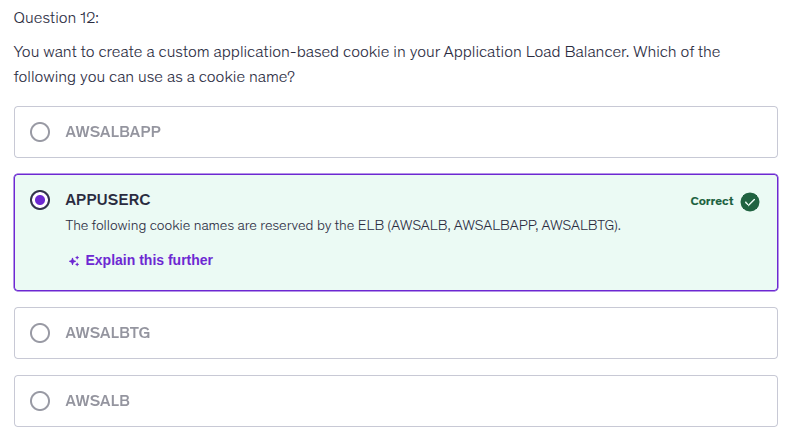 Question 12:
You want to create a custom application-based cookie in your Application Load Balancer. Which of the
following you can use as a cookie name?
AWSALBAPP
APPUSERC
Correct
The following cookie names are reserved by the ELB (AWSALB, AWSALBAPP, AWSALBTG).
Explain this further
AWSALBTG
AWSALB